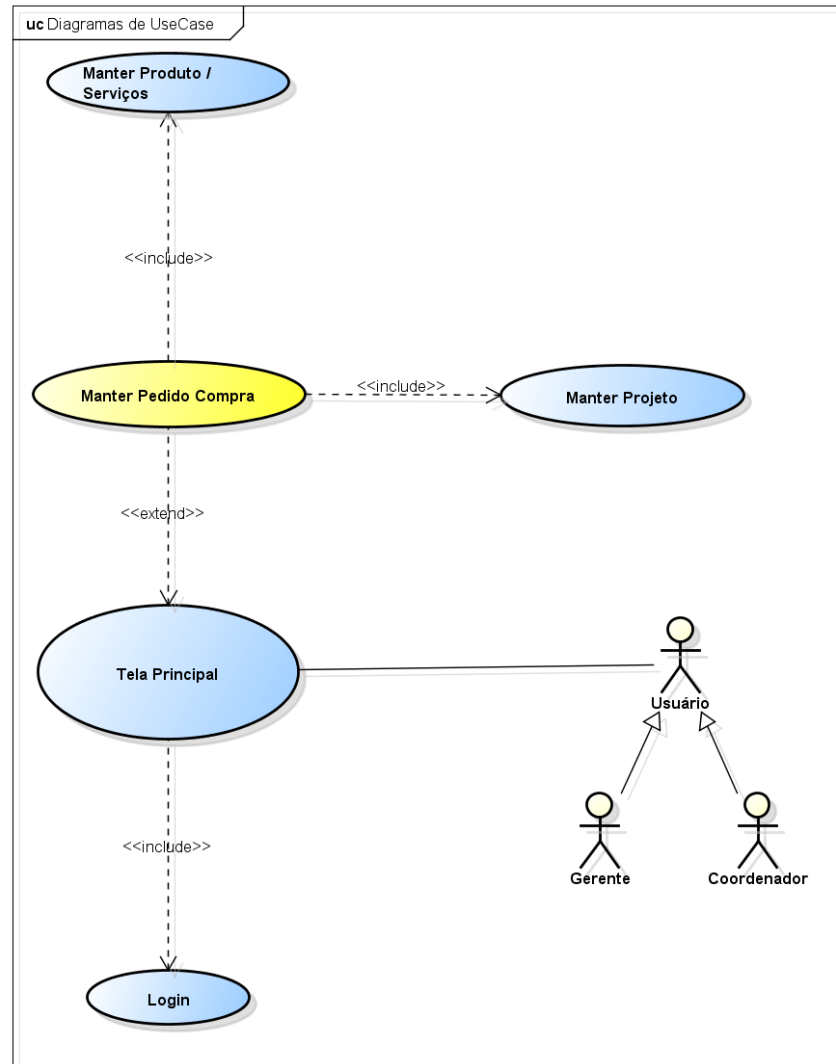 uc Diagramas de UseCase
Manter Produto /
Serviços
<<include>>
Manter Pedido Compra
<<include>>
Manter Projeto
<<extend>>
Tela Principal
Usuário
Gerente
Coordenador
<<include>>
Login